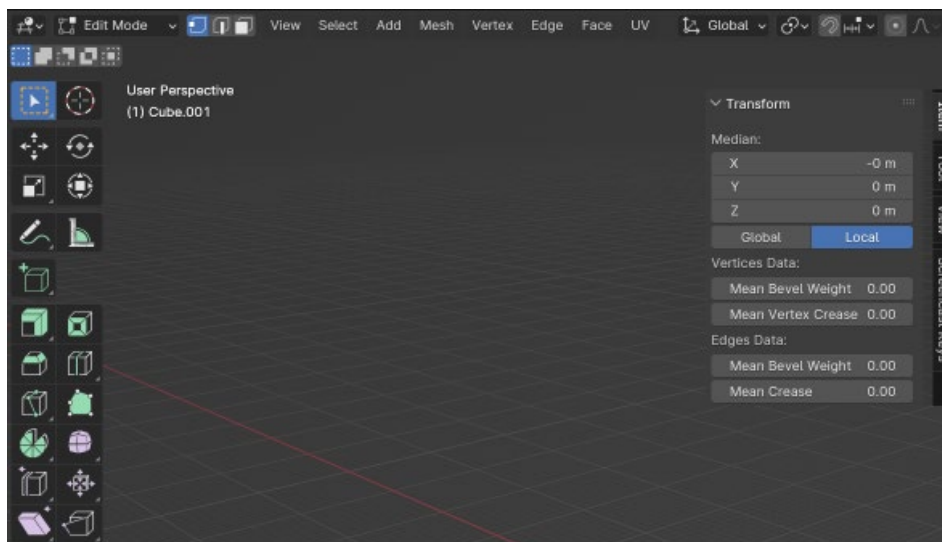 Edit Mode View Select Add Mesh Vertex Edge Face UV Global
User Perspective
(1) Cube.001
Transform
Median:
X -0 m
Y 0 m
Z 0 m
Global Local
Vertices Data:
Mean Bevel Weight 0.00
Mean Vertex Crease 0.00
Edges Data:
Mean Bevel Weight 0.00
Mean Crease 0.00